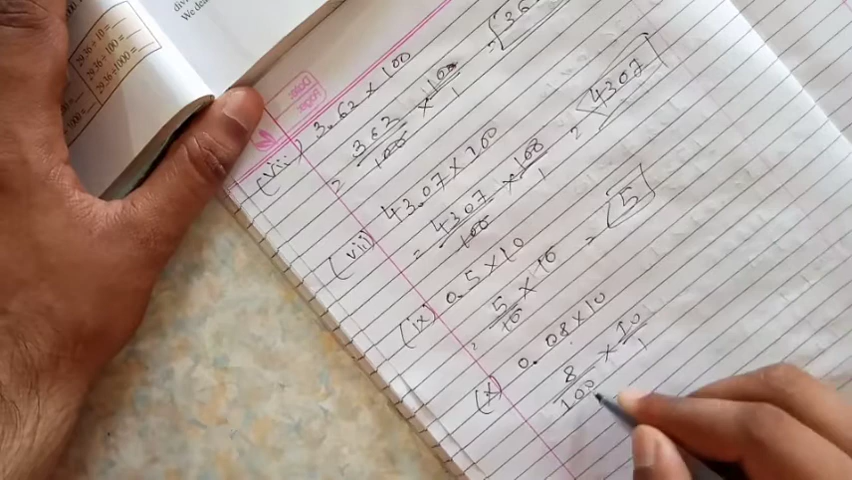 29.36 ÷ 10 =
29.36 ÷ 100 =
29.36 ÷ 1000 =
(vii) 3.62 × 100
= 362/100 × 100/1 = 362
(viii) 43.07 × 100
= 4307/100 × 100/1 = 4307
(ix) 0.5 × 10
= 5/10 × 10 = 5
(x) 0.08 × 10
8/100 × 10/1